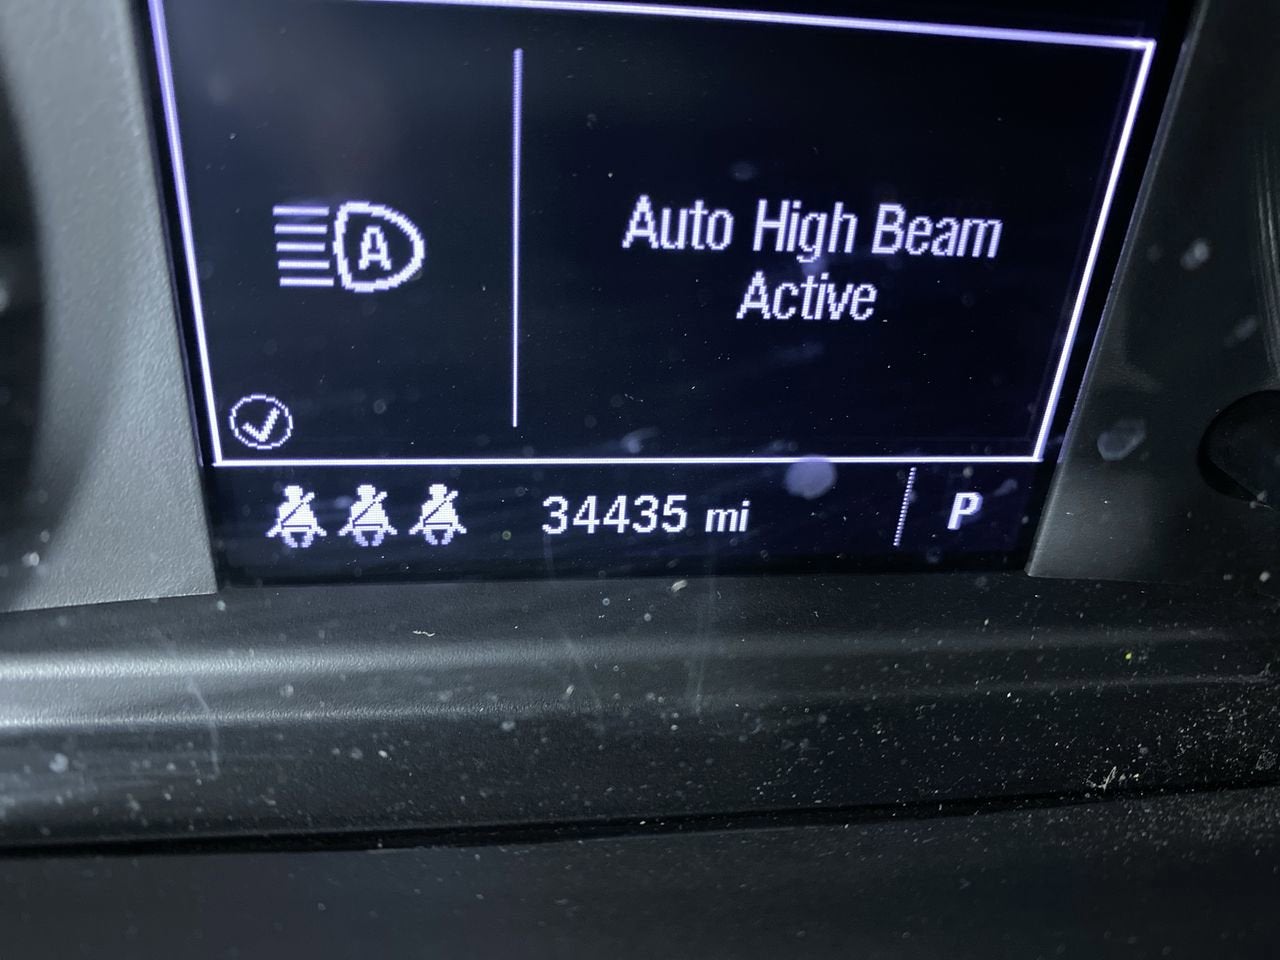 A
Auto High Beam
Active
34435 mi
P